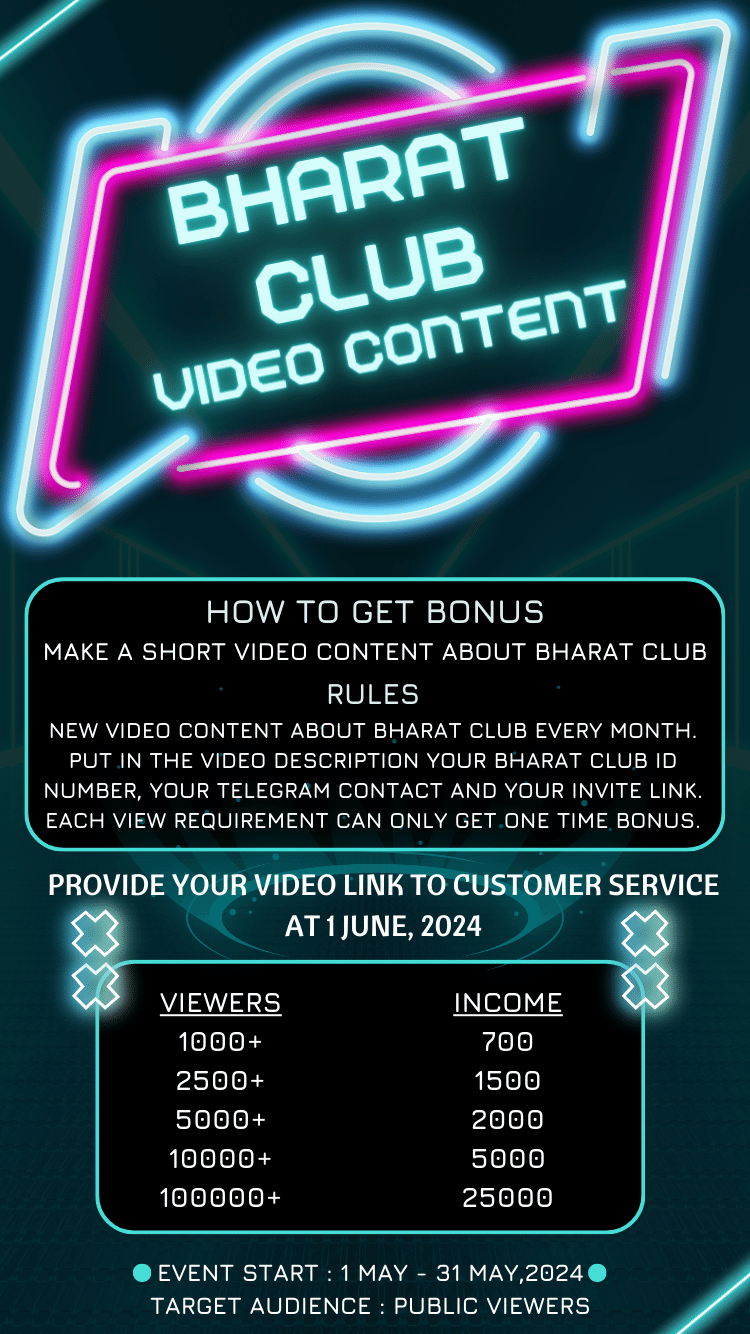 BHARAT
CLUB
VIDEO CONTENT
HOW TO GET BONUS
MAKE A SHORT VIDEO CONTENT ABOUT BHARAT CLUB
RULES
NEW VIDEO CONTENT ABOUT BHARAT CLUB EVERY MONTH.
PUT IN THE VIDEO DESCRIPTION YOUR BHARAT CLUB ID
NUMBER, YOUR TELEGRAM CONTACT AND YOUR INVITE LINK.
EACH VIEW REQUIREMENT CAN ONLY GET ONE TIME BONUS.
PROVIDE YOUR VIDEO LINK TO CUSTOMER SERVICE
AT 1 JUNE, 2024
VIEWERS INCOME
1000+ 700
2500+ 1500
5000+ 2000
10000+ 5000
100000+ 25000
EVENT START : 1 MAY - 31 MAY,2024
TARGET AUDIENCE : PUBLIC VIEWERS